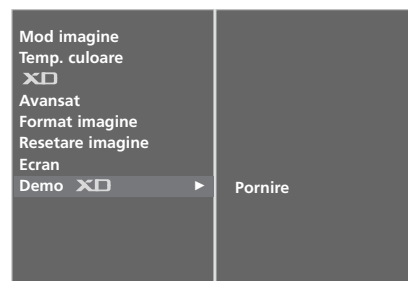 Mod imagine
Temp. culoare
XD
Avansat
Format imagine
Resetare imagine
Ecran
Demo XD ►
Pornire